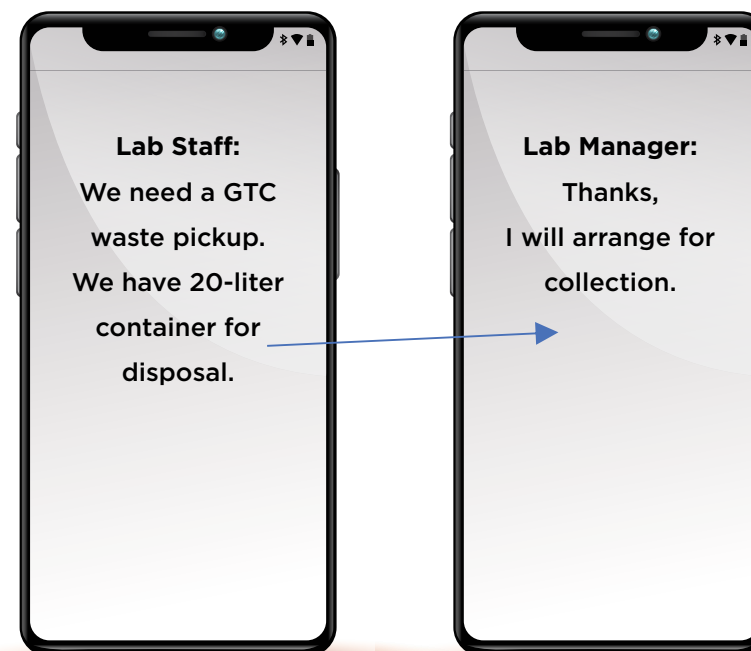 Lab Staff:
We need a GTC
waste pickup.
We have 20-liter
container for
disposal.
Lab Manager:
Thanks,
I will arrange for
collection.